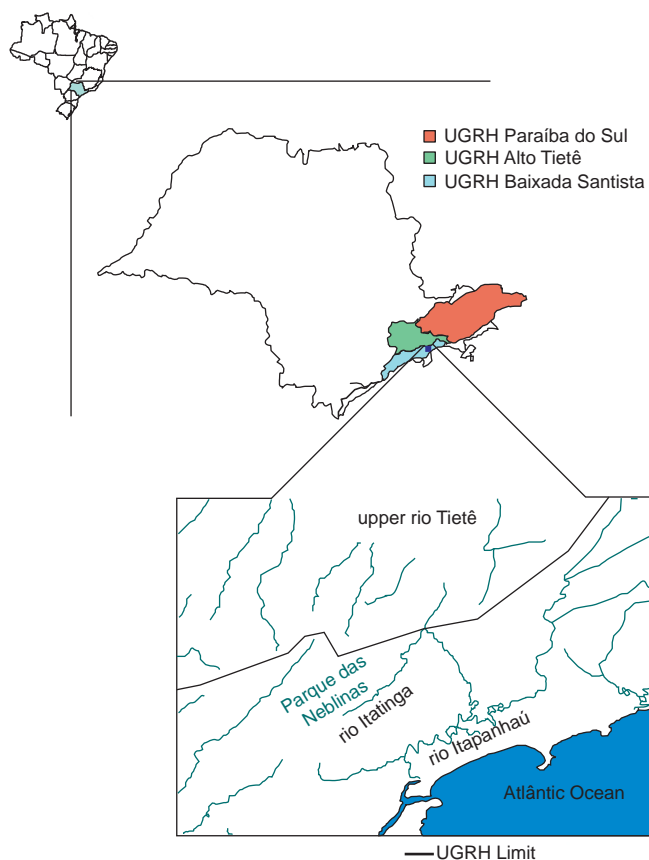 UGRH Paraíba do Sul
UGRH Alto Tietê
UGRH Baixada Santista
upper rio Tietê
Parque das
Neblinas
rio Itatinga
rio Itapanhaú
Atlântic Ocean
UGRH Limit